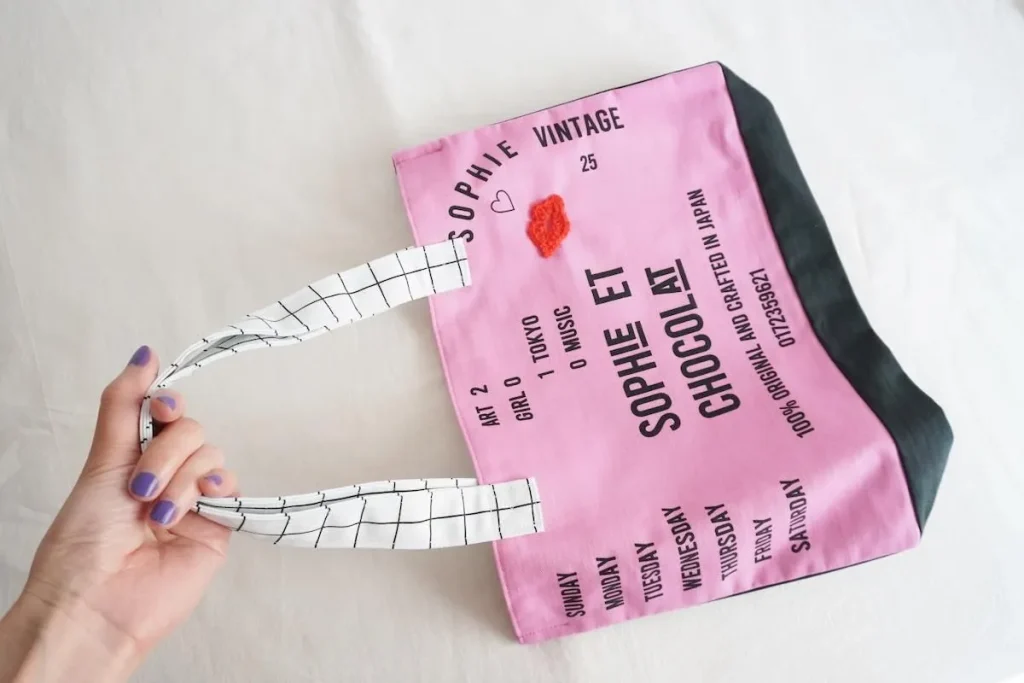 SOPHIE VINTAGE
25
ART 2
GIRL 0
1 TOKYO
0 MUSIC
SOPHIE ET
CHOCOLAT
100% ORIGINAL AND CRAFTED IN JAPAN
0172359621
SUNDAY
MONDAY
TUESDAY
WEDNESDAY
THURSDAY
FRIDAY
SATURDAY